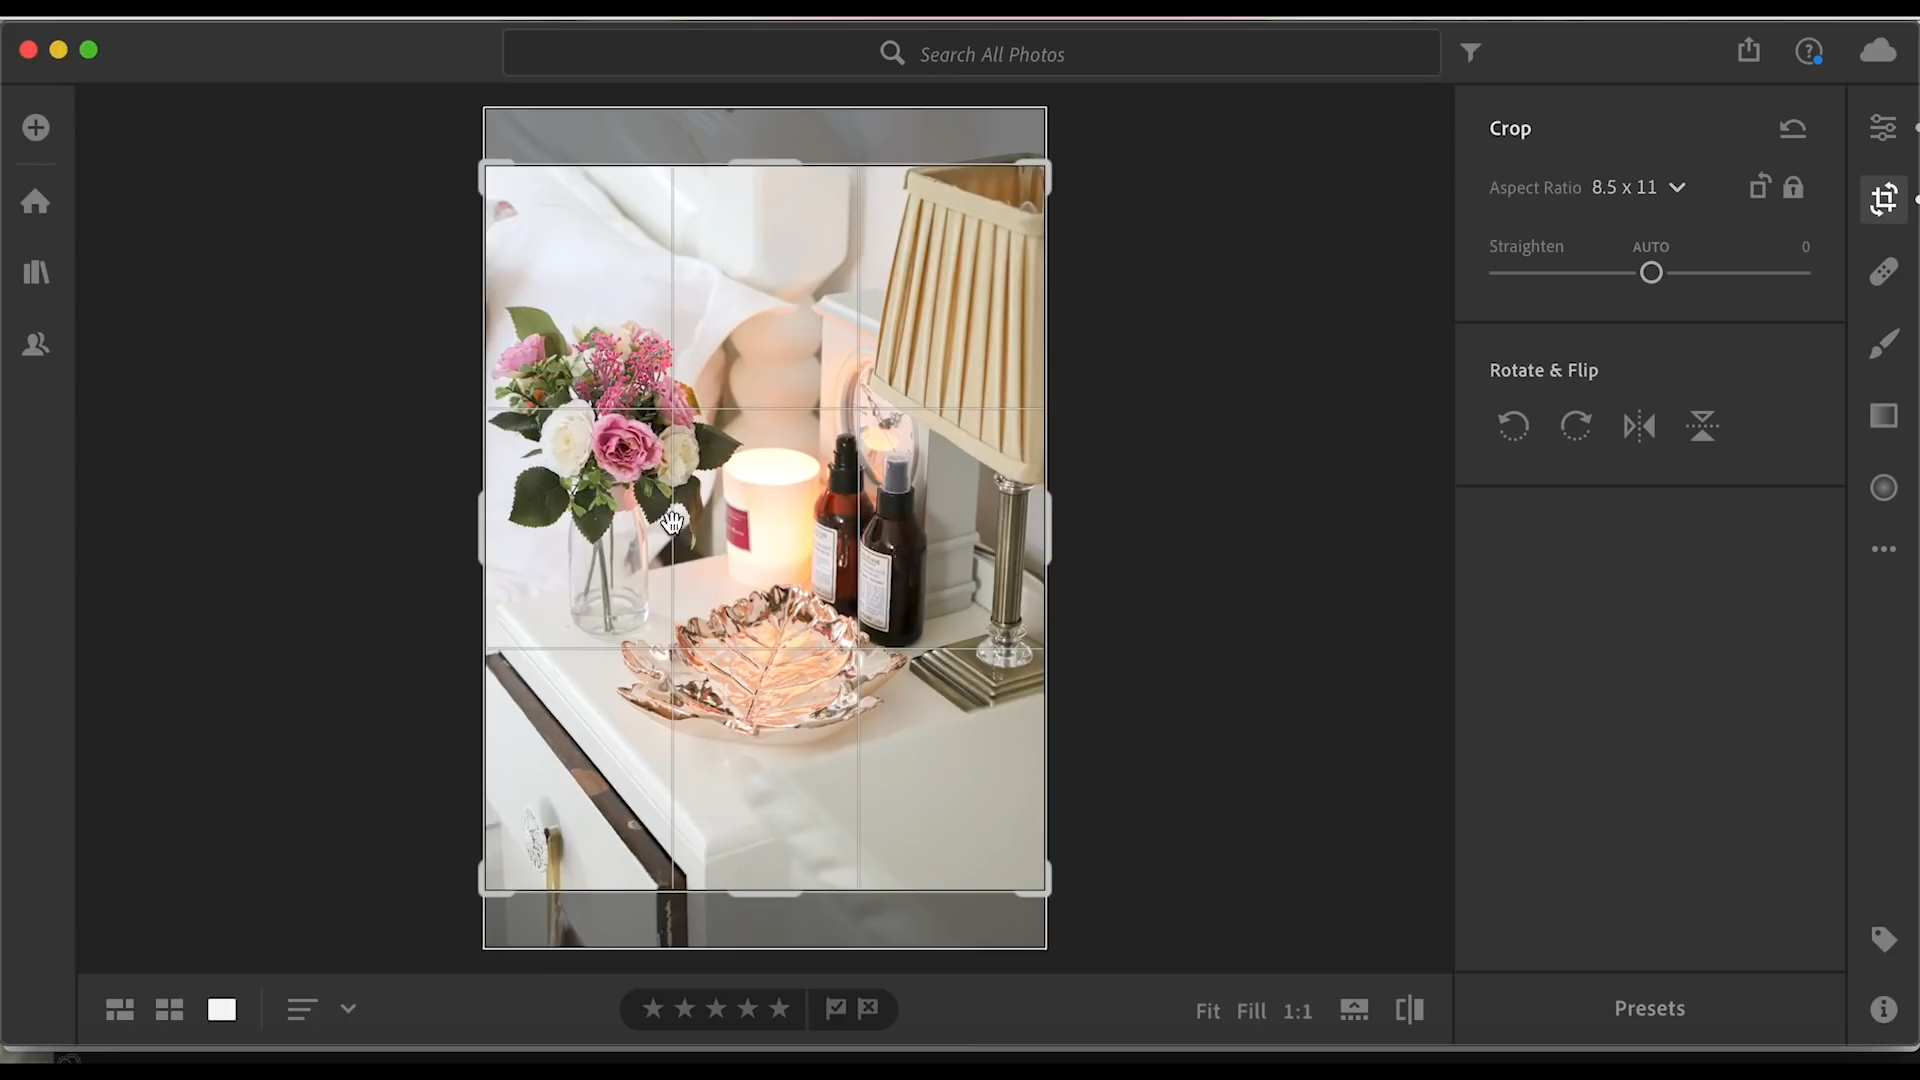 Search All Photos
Crop
Aspect Ratio 8.5 x 11
Straighten AUTO 0
Rotate & Flip
Fit Fill 1:1
Presets